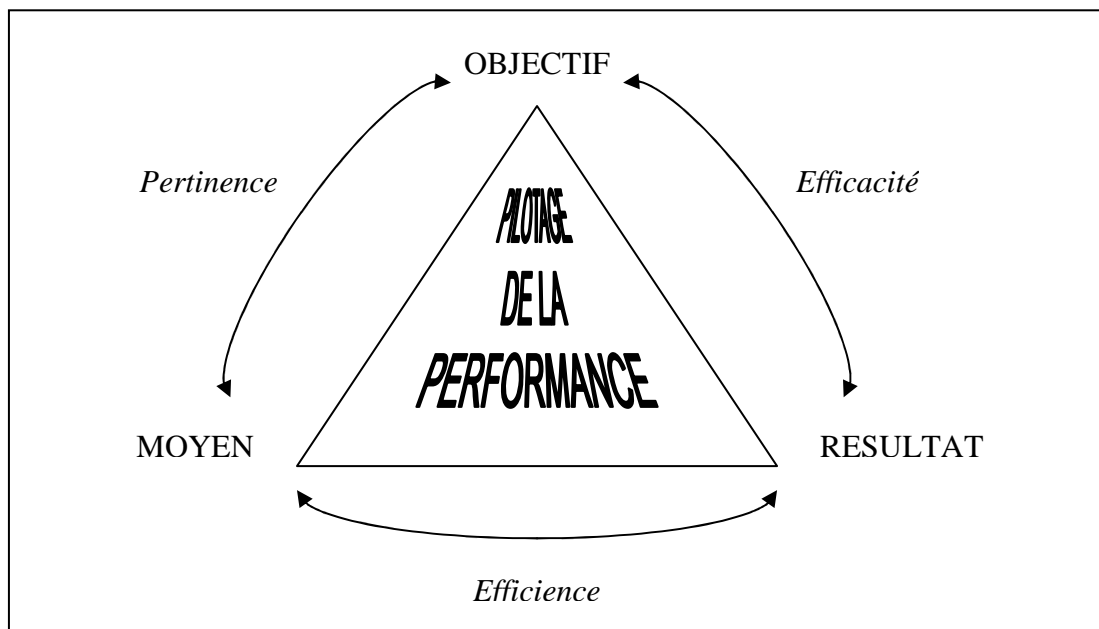 OBJECTIF
Pertinence
Efficacité
PILOTAGE
DE LA
PERFORMANCE
MOYEN
RESULTAT
Efficience